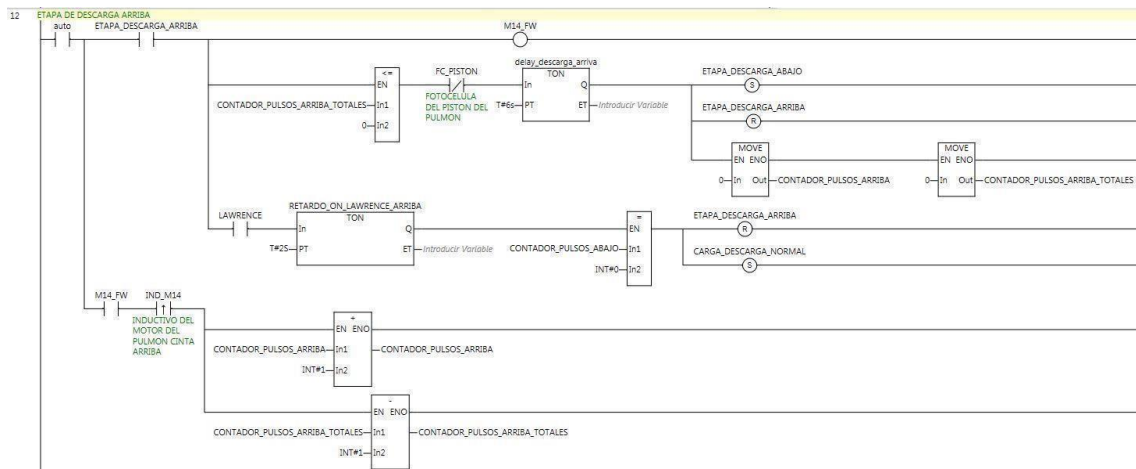 12 ETAPA DE DESCARGA ARRIBA
auto ETAPA_DESCARGA_ARRIBA M14_FW
<=
EN
CONTADOR_PULSOS_ARRIBA_TOTALES In1
0 In2
FC_PISTON
FOTOCELULA
DEL PISTON DEL
PULMON
delay_descarga_arriva
TON
In Q
T#6s PT ET Introducir Variable
ETAPA_DESCARGA_ABAJO
S
ETAPA_DESCARGA_ARRIBA
R
MOVE
EN ENO
0 In Out CONTADOR_PULSOS_ARRIBA
MOVE
EN ENO
0 In Out CONTADOR_PULSOS_ARRIBA_TOTALES
LAWRENCE
RETARDO_ON_LAWRENCE_ARRIBA
TON
In Q
T#2S PT ET Introducir Variable
=
EN
CONTADOR_PULSOS_ABAJO In1
INT#0 In2
ETAPA_DESCARGA_ARRIBA
R
CARGA_DESCARGA_NORMAL
S
M14_FW IND_M14
INDUCTIVO DEL
MOTOR DEL
PULMON CINTA
ARRIBA
+
EN ENO
CONTADOR_PULSOS_ARRIBA In1 CONTADOR_PULSOS_ARRIBA
INT#1 In2
-
EN ENO
CONTADOR_PULSOS_ARRIBA_TOTALES In1 CONTADOR_PULSOS_ARRIBA_TOTALES
INT#1 In2